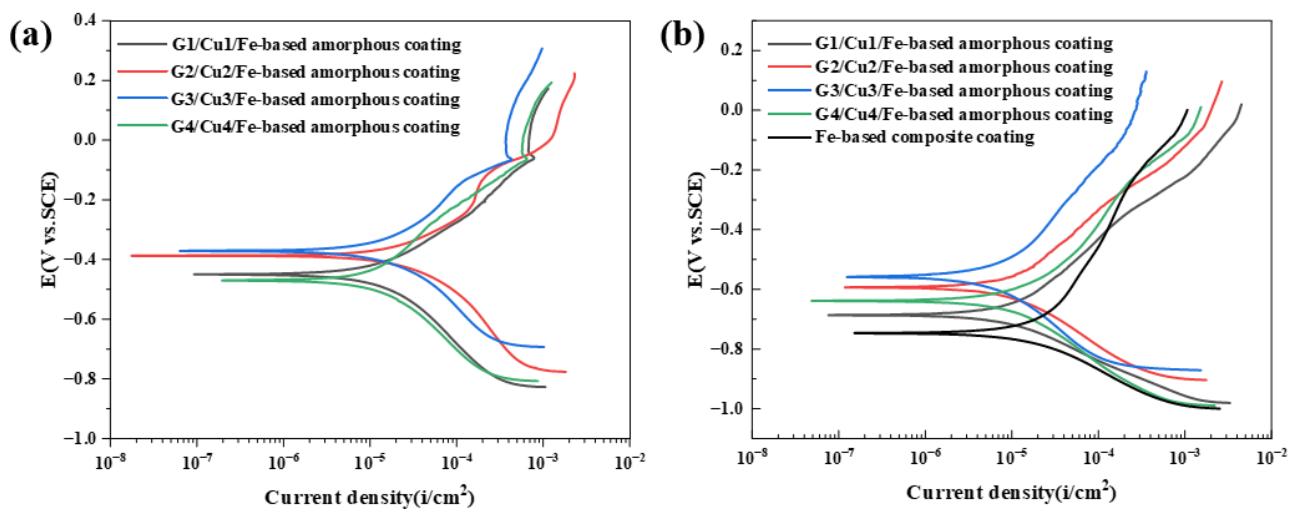 (a)
G1/Cu1/Fe-based amorphous coating
G2/Cu2/Fe-based amorphous coating
G3/Cu3/Fe-based amorphous coating
G4/Cu4/Fe-based amorphous coating
E(V vs.SCE)
0.4
0.2
0.0
−0.2
−0.4
−0.6
−0.8
−1.0
10⁻⁸ 10⁻⁷ 10⁻⁶ 10⁻⁵ 10⁻⁴ 10⁻³ 10⁻²
Current density(i/cm²)
(b)
G1/Cu1/Fe-based amorphous coating
G2/Cu2/Fe-based amorphous coating
G3/Cu3/Fe-based amorphous coating
G4/Cu4/Fe-based amorphous coating
Fe-based composite coating
E(V vs.SCE)
0.2
0.0
−0.2
−0.4
−0.6
−0.8
−1.0
10⁻⁸ 10⁻⁷ 10⁻⁶ 10⁻⁵ 10⁻⁴ 10⁻³ 10⁻²
Current density(i/cm²)